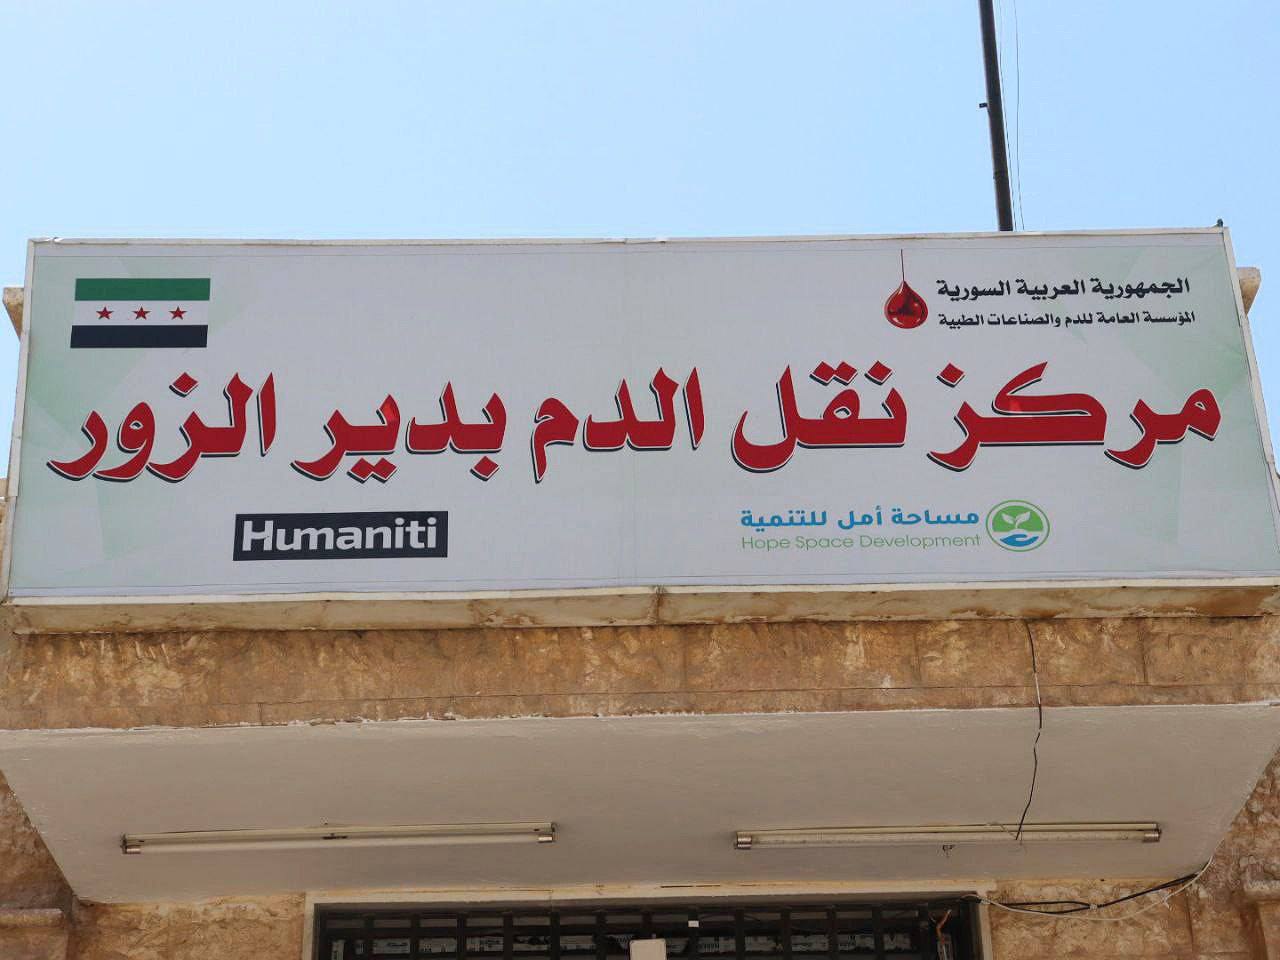 الجمهورية العربية السورية
المؤسسة العامة للدم والصناعات الطبية
مركز نقل الدم بدير الزور
مساحة أمل للتنمية
Hope Space Development
Humaniti